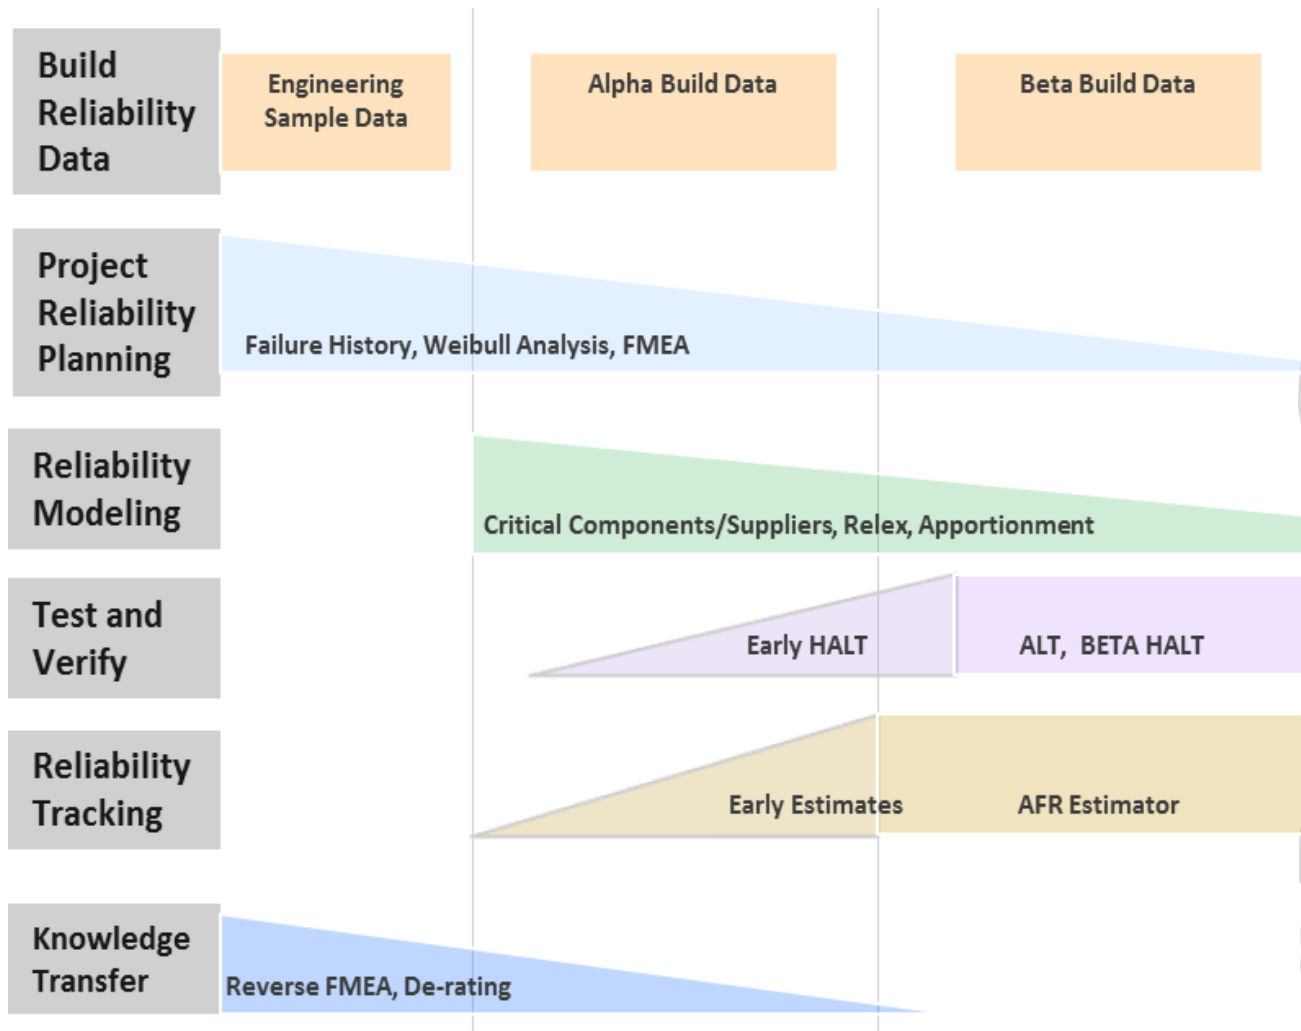 Build
Reliability
Data
Engineering
Sample Data
Alpha Build Data
Beta Build Data
Project
Reliability
Planning
Failure History, Weibull Analysis, FMEA
Reliability
Modeling
Critical Components/Suppliers, Relex, Apportionment
Test and
Verify
Early HALT
ALT,  BETA HALT
Reliability
Tracking
Early Estimates
AFR Estimator
Knowledge
Transfer
Reverse FMEA, De-rating